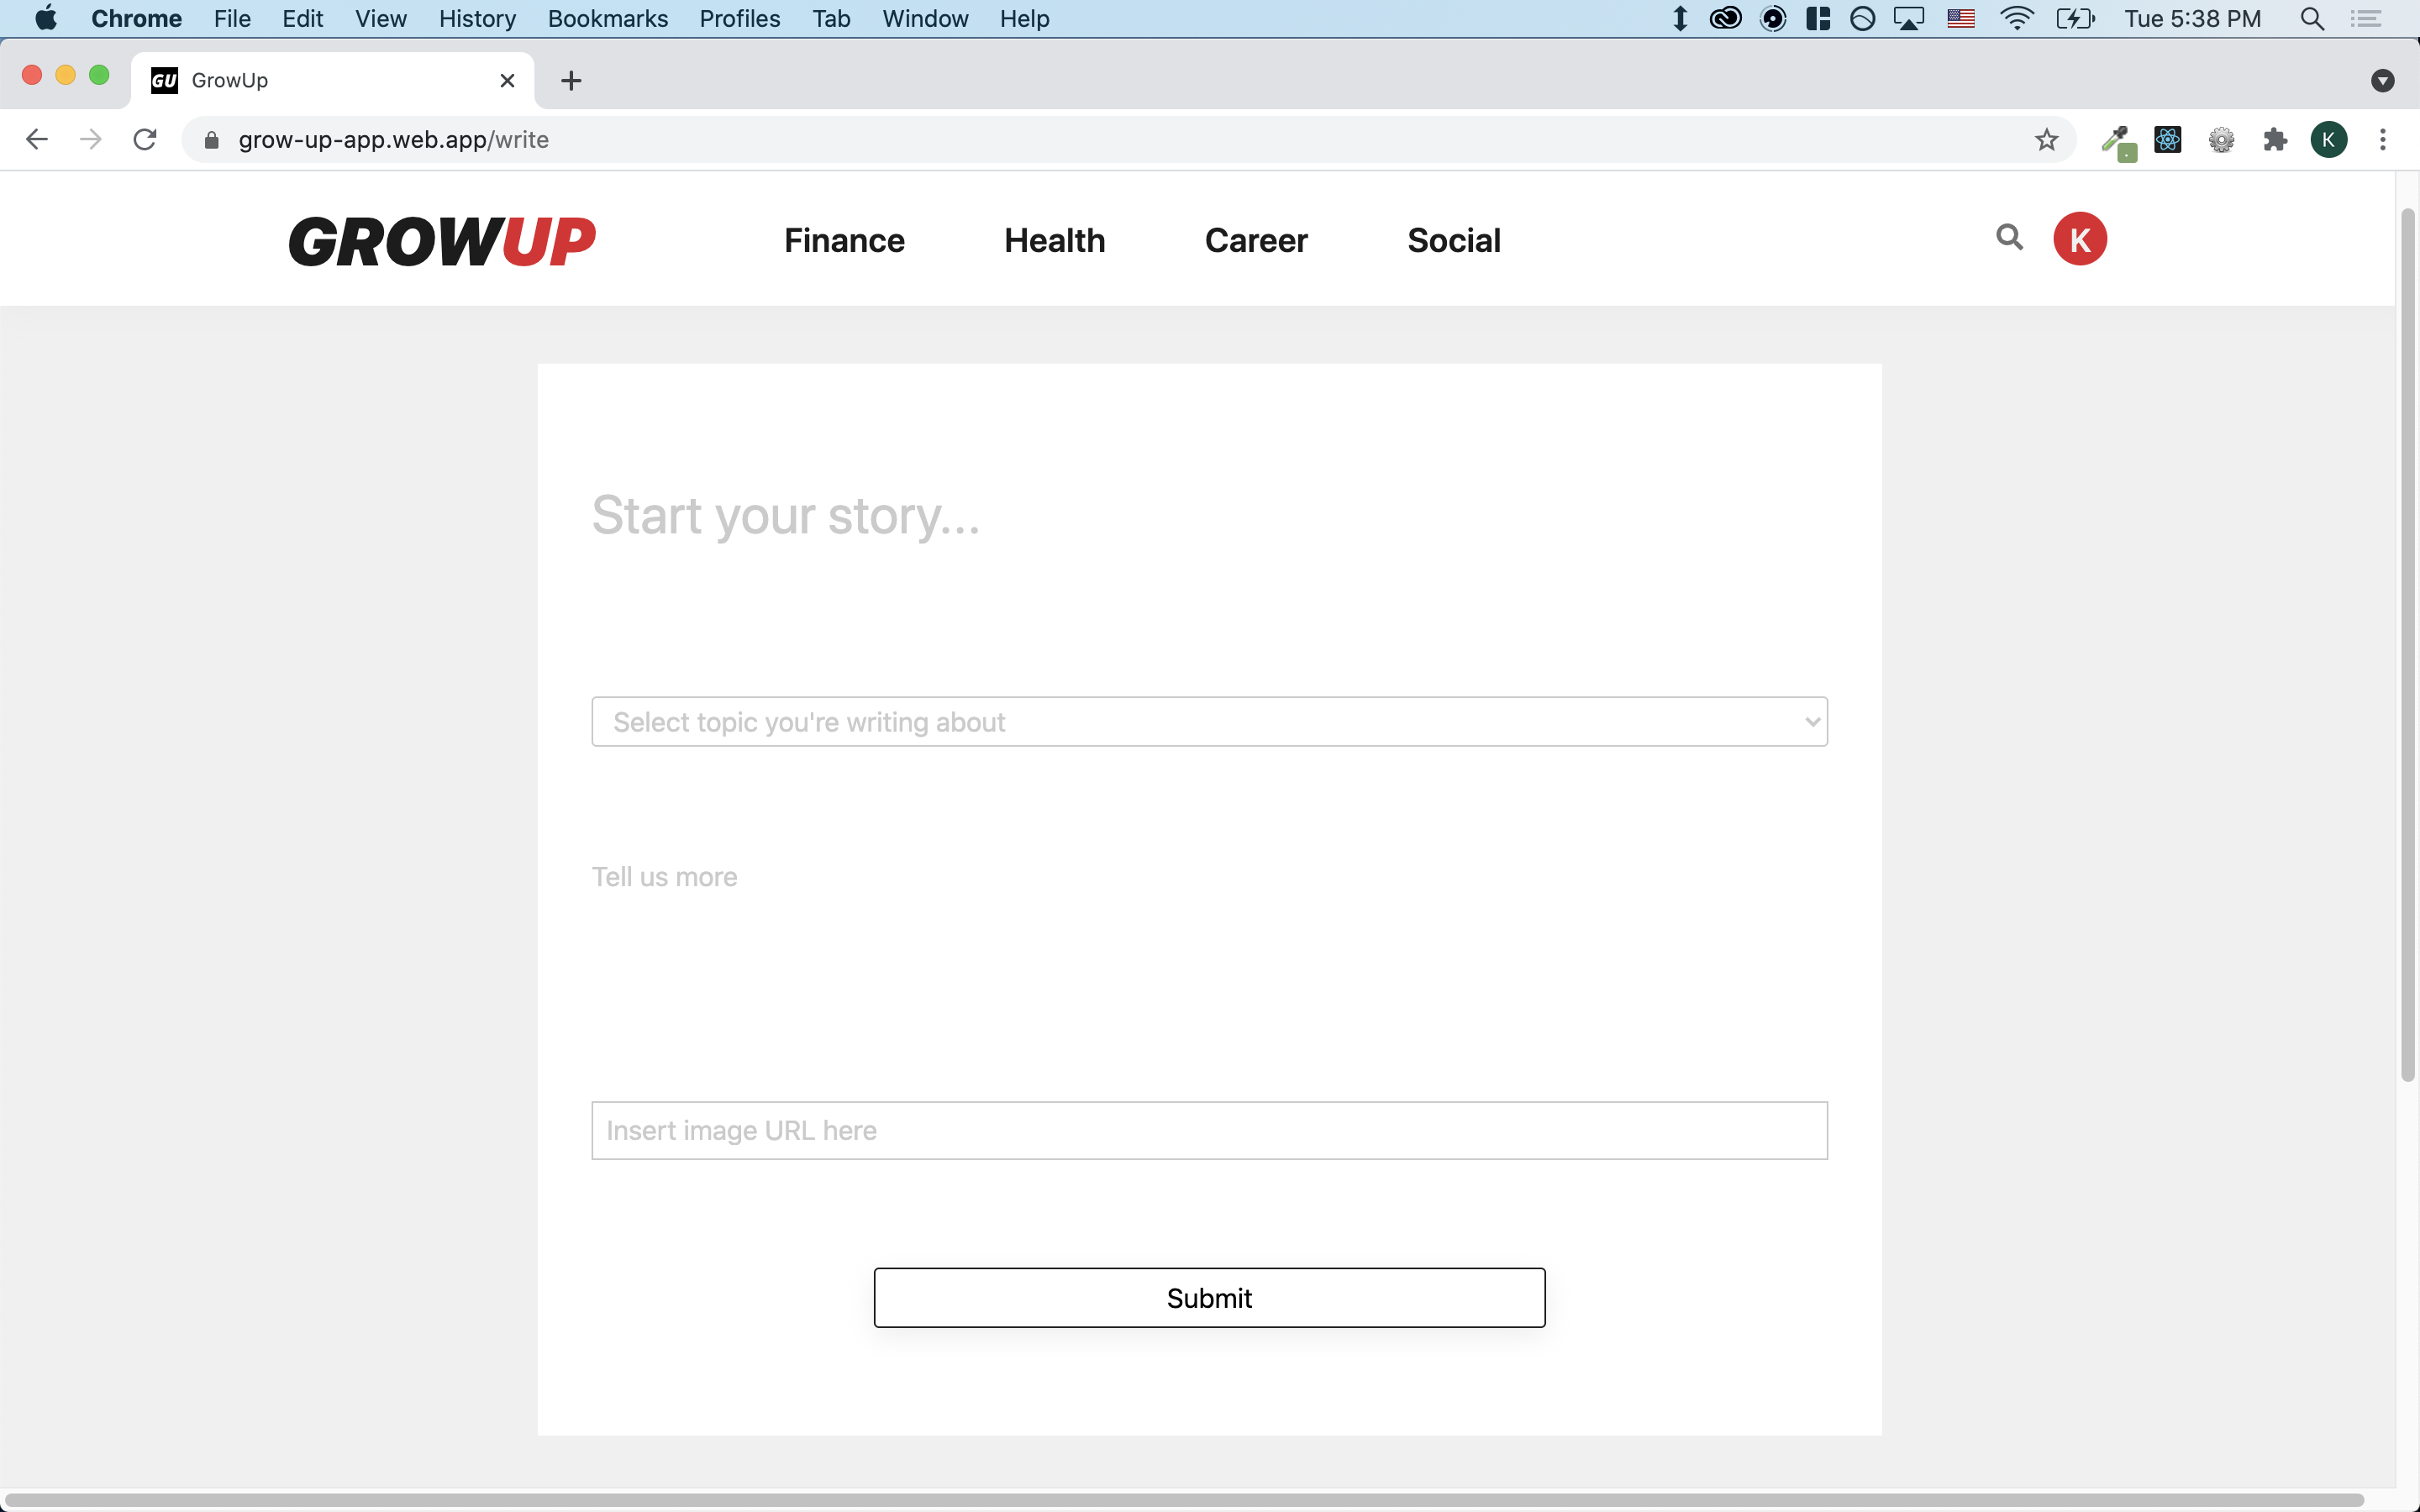 Chrome File Edit View History Bookmarks Profiles Tab Window Help Tue 5:38 PM
GU GrowUp
grow-up-app.web.app/write K
GROWUP Finance Health Career Social K
Start your story...
Select topic you're writing about
Tell us more
Insert image URL here
Submit